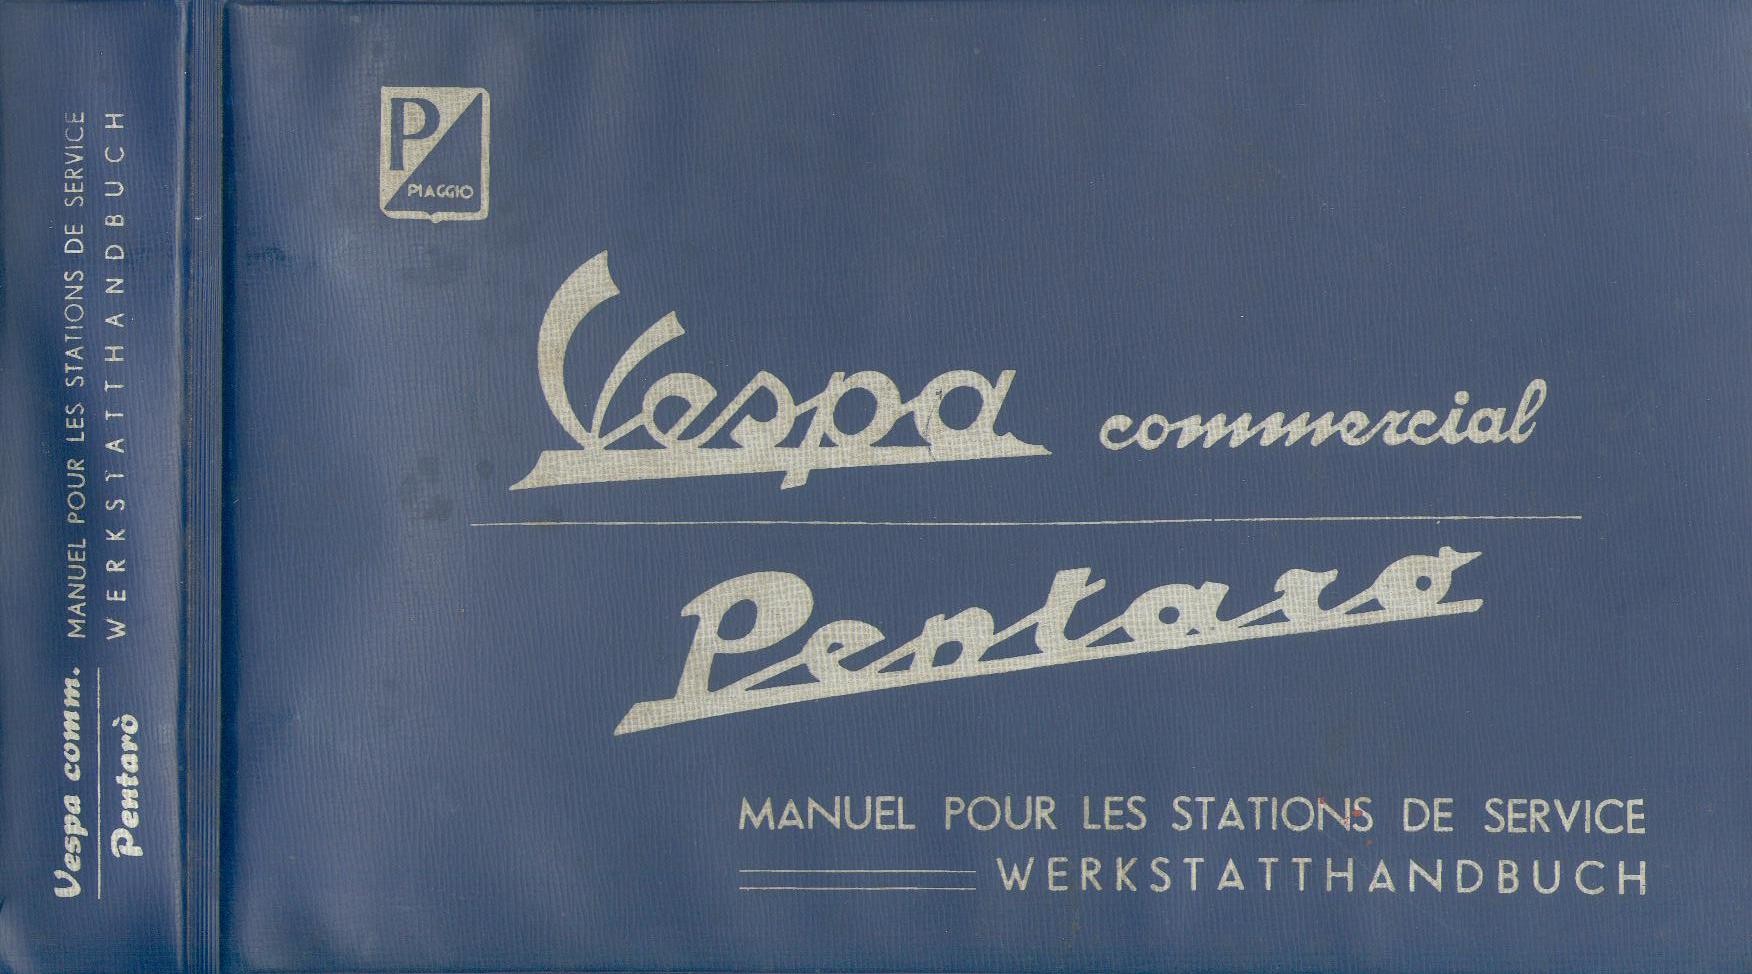 Vespa comm. MANUEL POUR LES STATIONS DE SERVICE
Pentarò WERKSTATTHANDBUCH
P
PIAGGIO
Vespa commercial
Pentarò
MANUEL POUR LES STATIONS DE SERVICE
WERKSTATTHANDBUCH